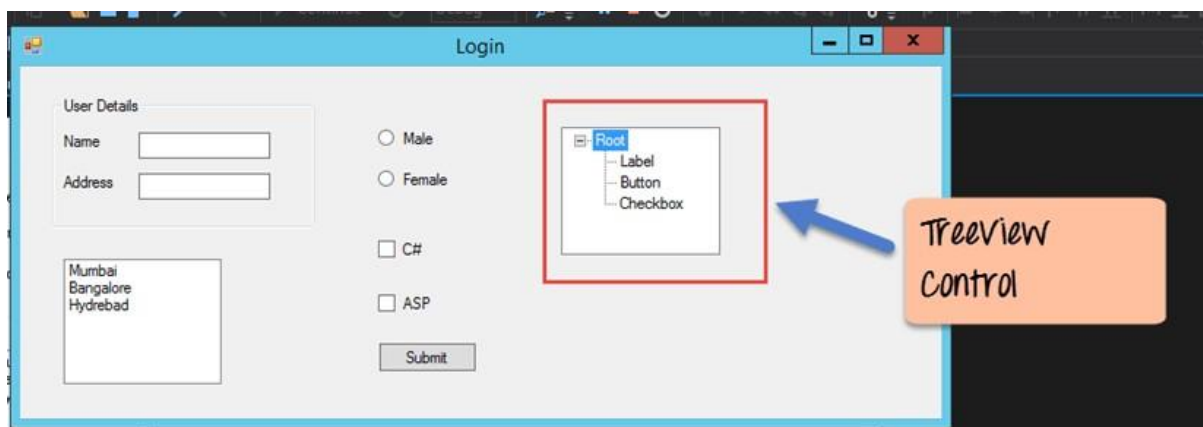 Login
User Details
Name
Address
Mumbai
Bangalore
Hydrebad
Male
Female
C#
ASP
Submit
Root
Label
Button
Checkbox
TreeView
Control